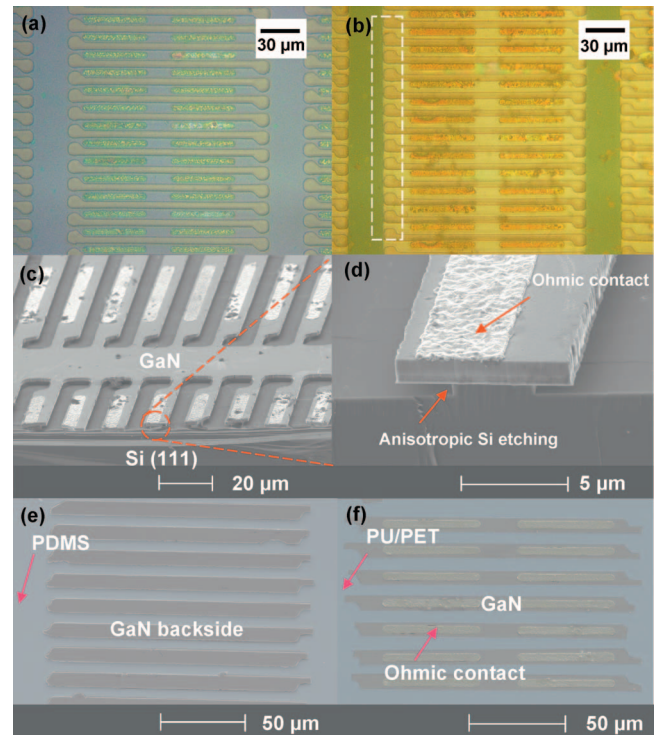 (a)
30 µm
(b)
30 µm
(c)
GaN
Si (111)
20 µm
(d)
Ohmic contact
Anisotropic Si etching
5 µm
(e)
PDMS
GaN backside
50 µm
(f)
PU/PET
GaN
Ohmic contact
50 µm